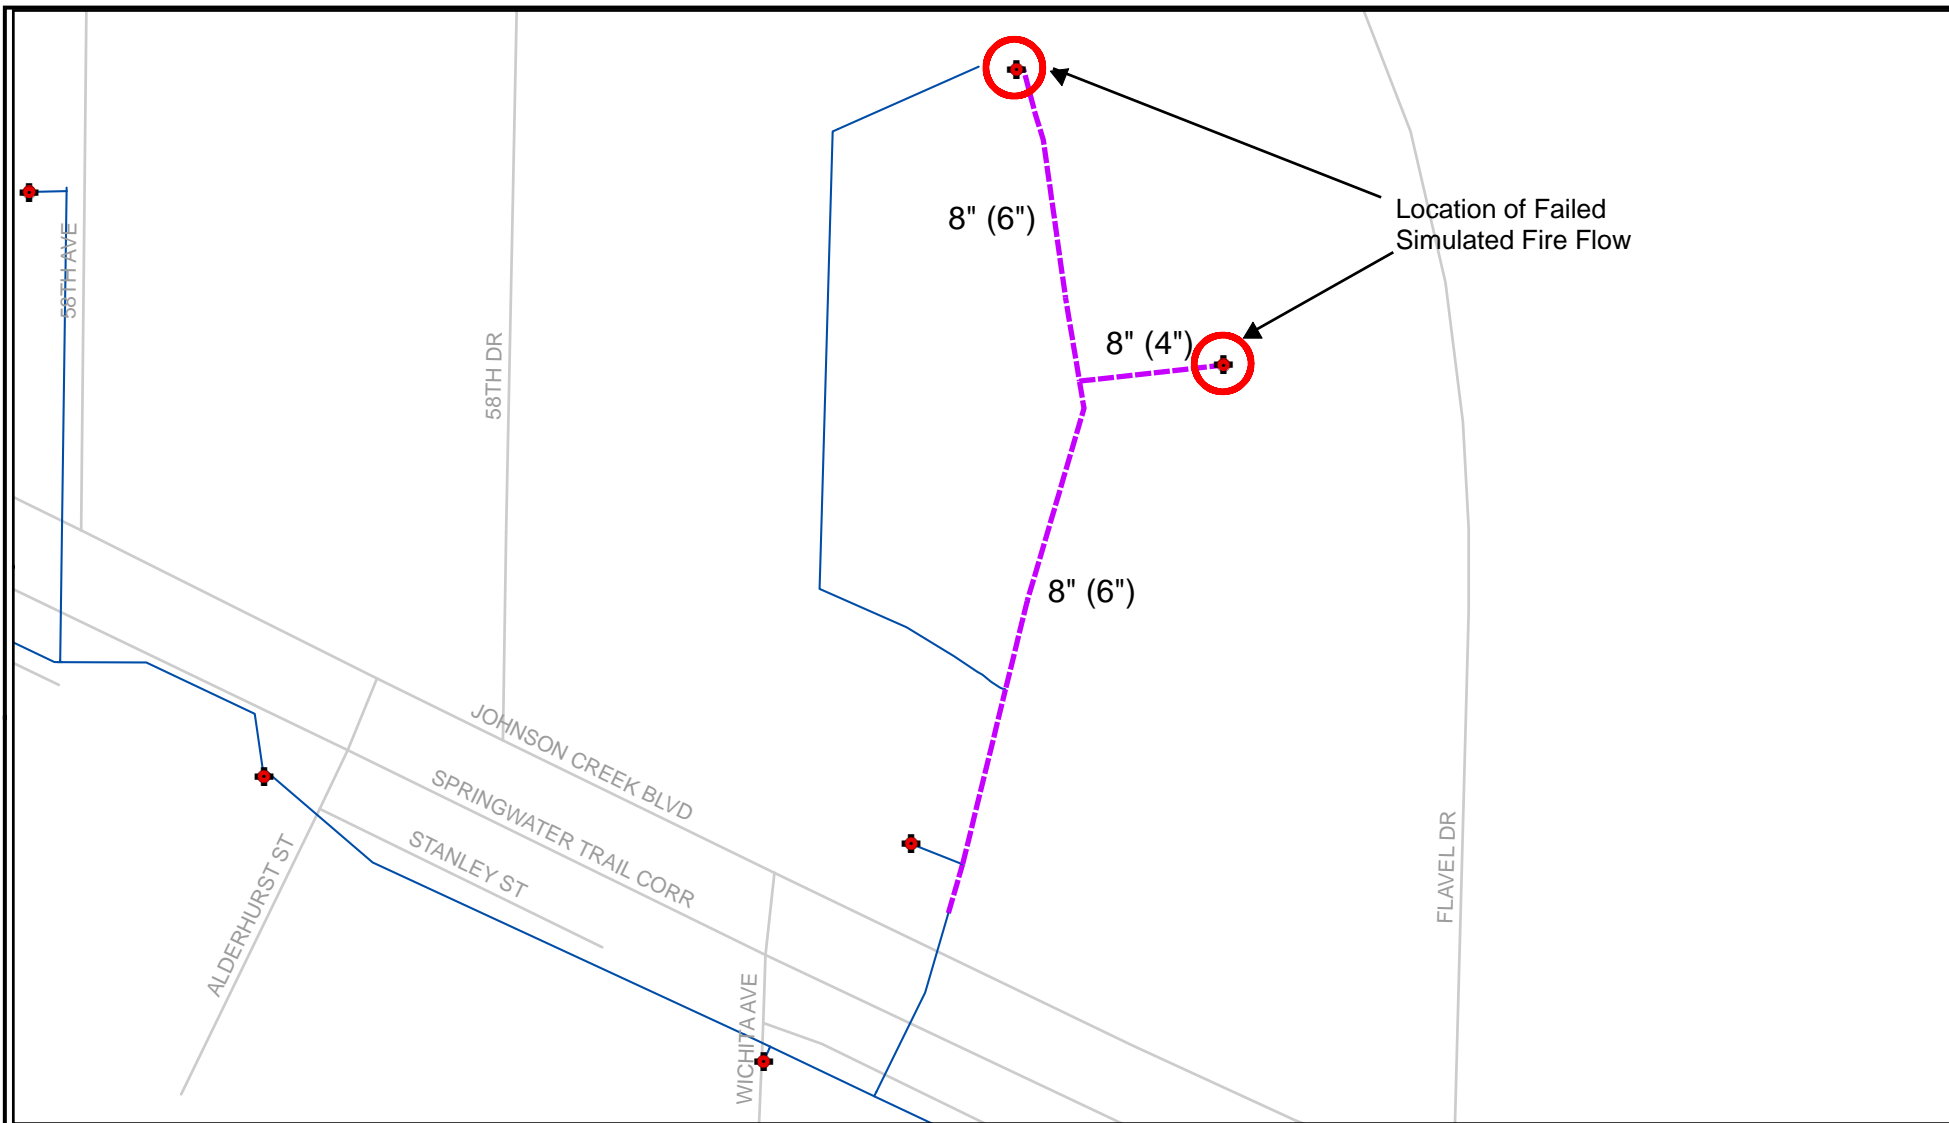 8" (6")
Location of Failed
Simulated Fire Flow
58TH AVE
8" (4")
58TH DR
8" (6")
JOHNSON CREEK BLVD
SPRINGWATER TRAIL CORR
STANLEY ST
ALDERHURST ST
FLAVEL DR
WICHITA AVE